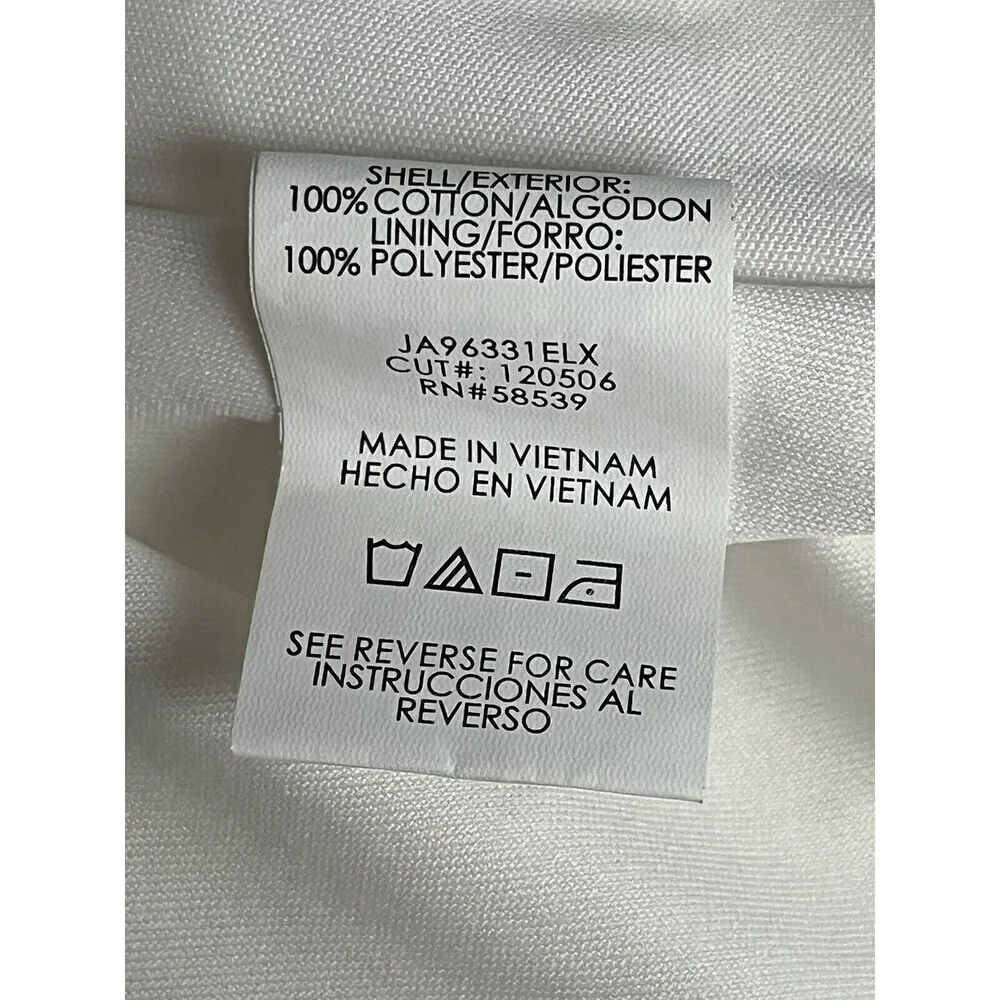 SHELL/EXTERIOR:
100% COTTON/ALGODON
LINING/FORRO:
100% POLYESTER/POLIESTER
JA96331ELX
CUT#: 120506
RN#58539
MADE IN VIETNAM
HECHO EN VIETNAM
SEE REVERSE FOR CARE
INSTRUCCIONES AL
REVERSO